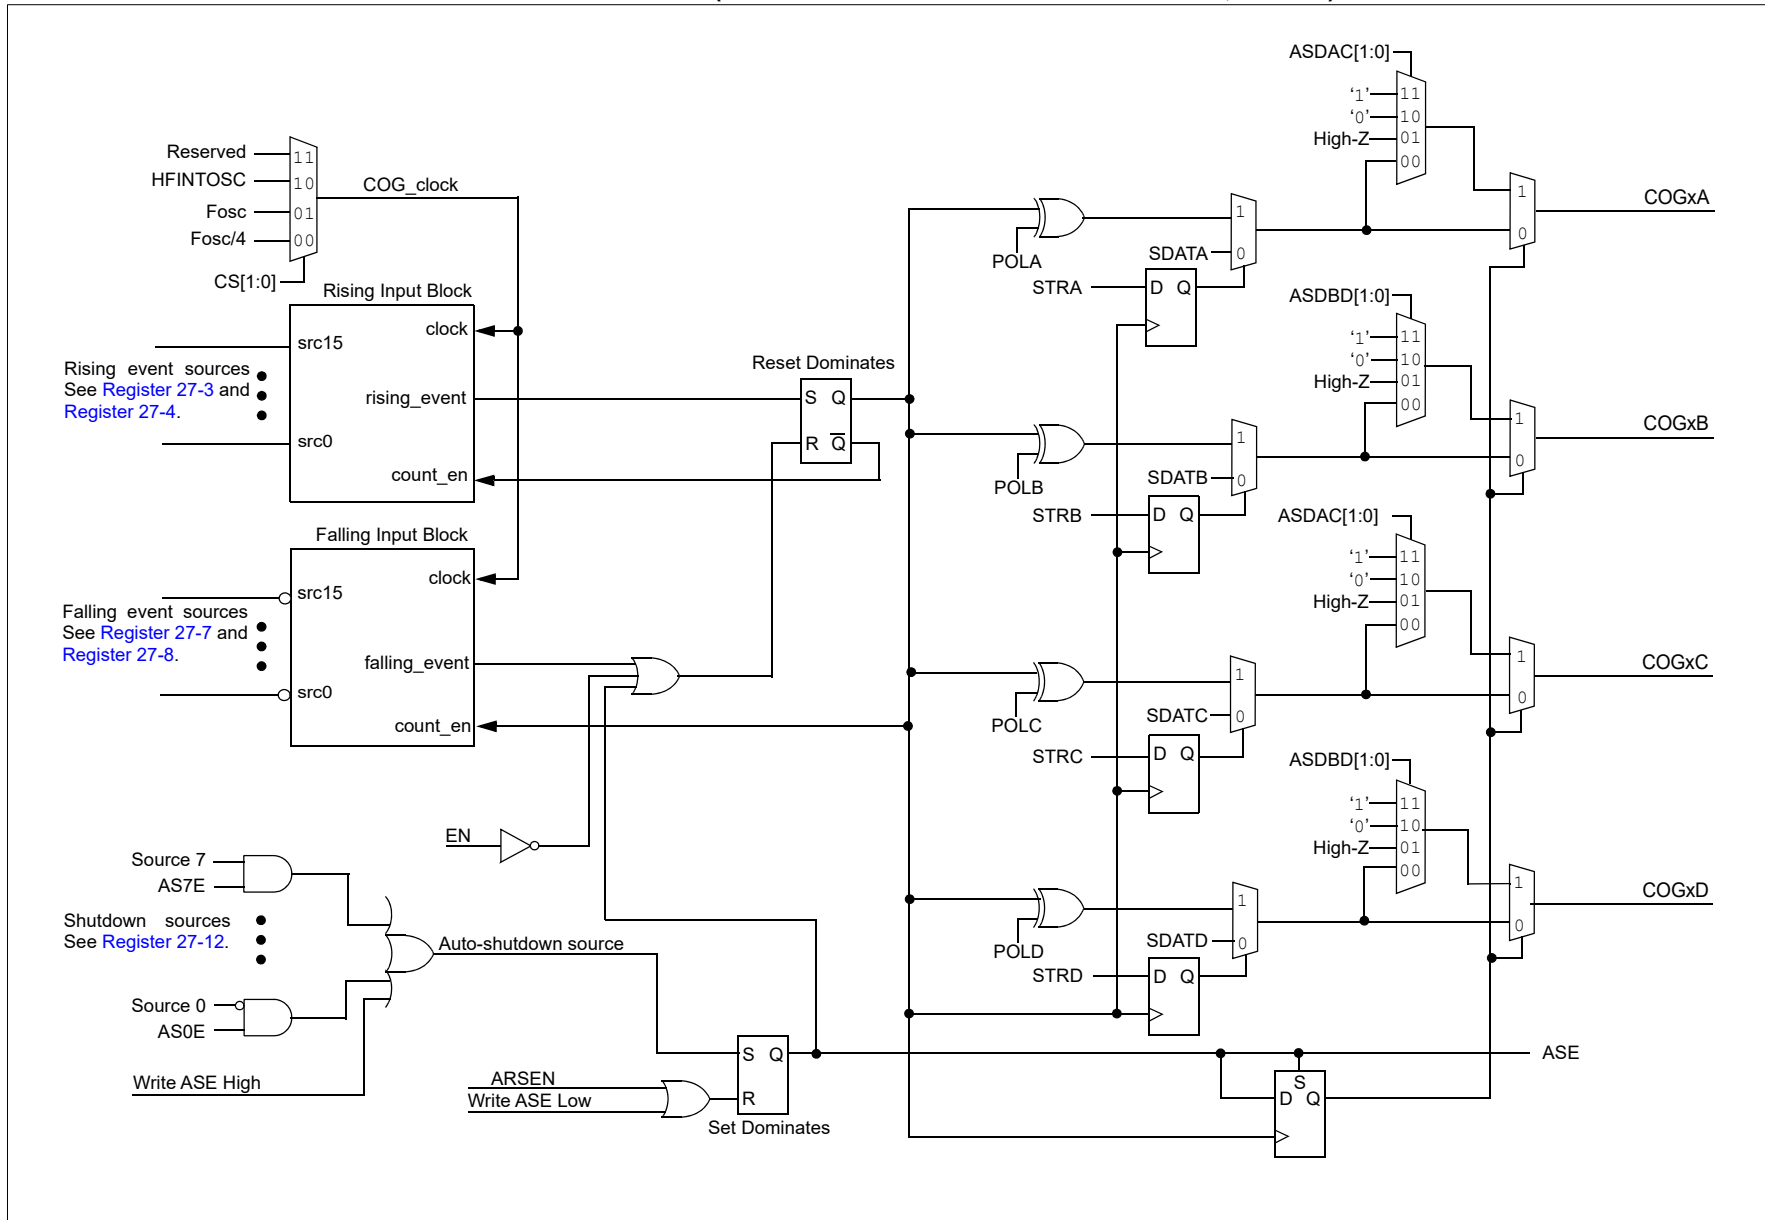 ASDAC[1:0]
'1'
11
'0'
10
High-Z
01
00
Reserved
11
HFINTOSC
10
Fosc
01
Fosc/4
00
CS[1:0]
COG_clock
1
0
COGxA
POLA
1
SDATA
0
STRA
D Q
Rising Input Block
clock
src15
Rising event sources
See Register 27-3 and
Register 27-4.
rising_event
src0
count_en
Reset Dominates
S Q
R Q
ASDBD[1:0]
'1'
11
'0'
10
High-Z
01
00
1
0
COGxB
POLB
1
SDATB
0
STRB
D Q
Falling Input Block
clock
src15
Falling event sources
See Register 27-7 and
Register 27-8.
falling_event
src0
count_en
ASDAC[1:0]
'1'
11
'0'
10
High-Z
01
00
1
0
COGxC
POLC
1
SDATC
0
STRC
D Q
EN
ASDBD[1:0]
'1'
11
'0'
10
High-Z
01
00
1
0
COGxD
POLD
1
SDATD
0
STRD
D Q
Source 7
AS7E
Shutdown sources
See Register 27-12.
Auto-shutdown source
Source 0
AS0E
Write ASE High
ARSEN
Write ASE Low
S Q
R
Set Dominates
ASE
S
D Q